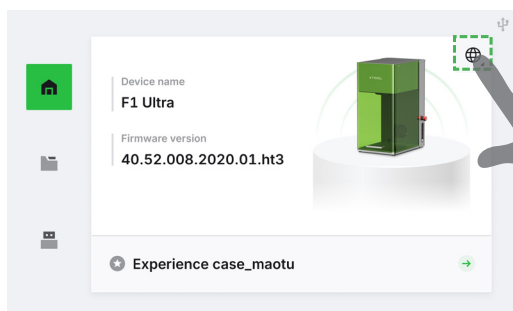 Device name
F1 Ultra
Firmware version
40.52.008.2020.01.ht3
Experience case_maotu